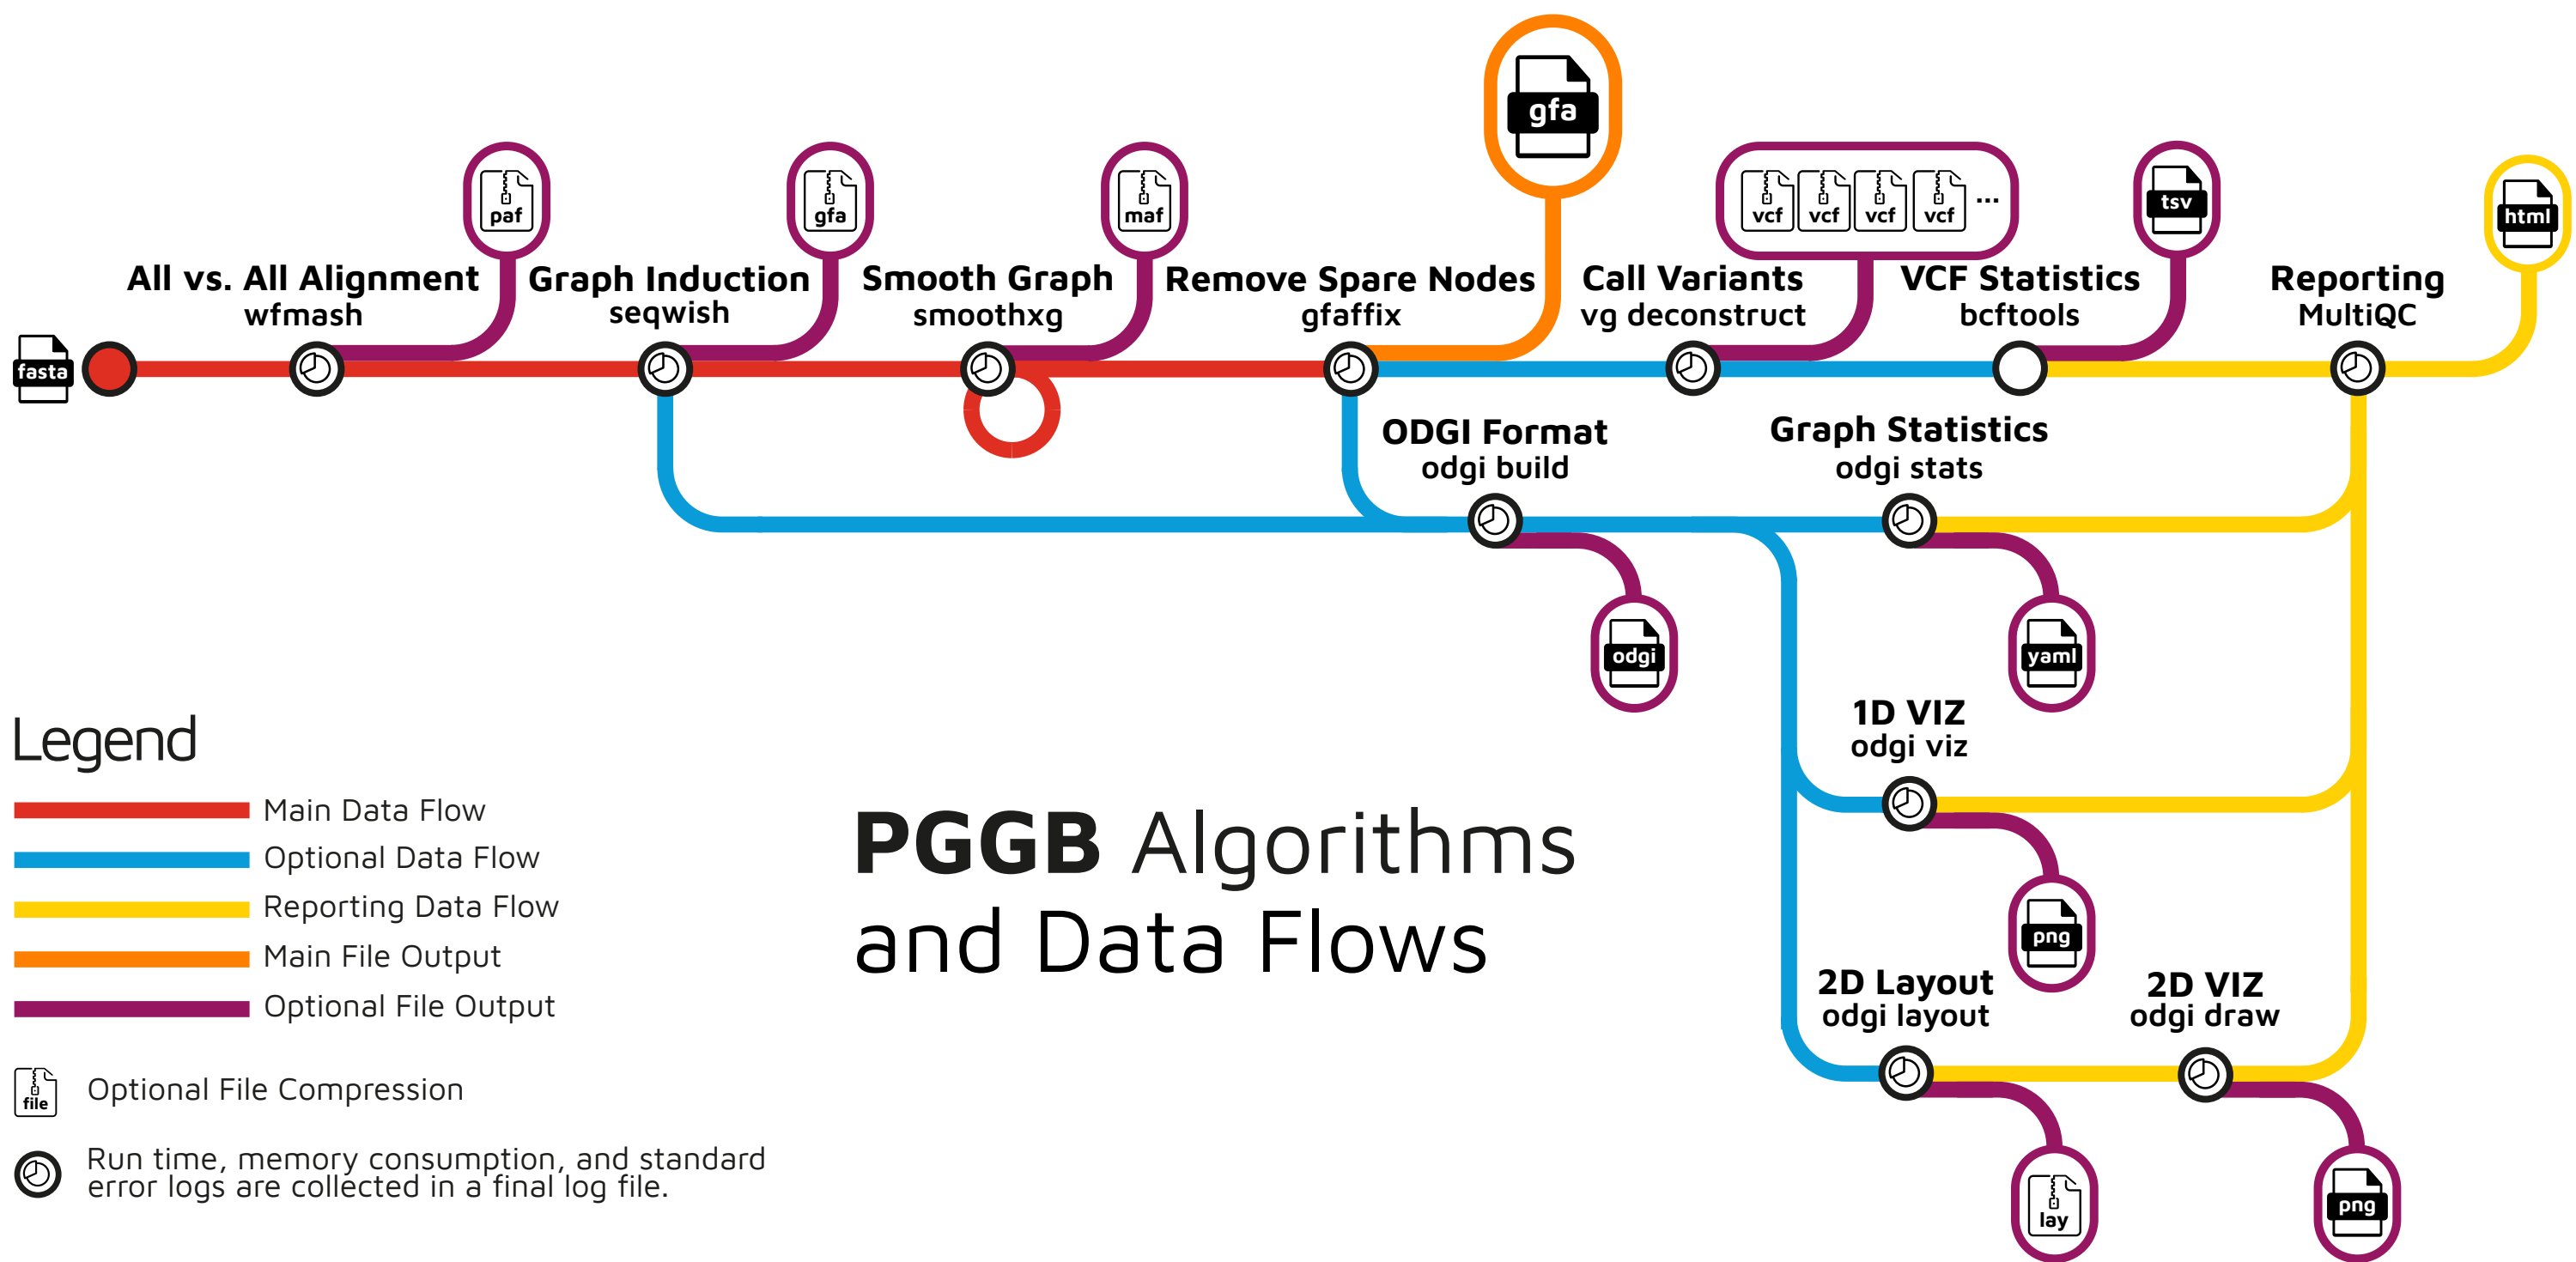 gfa
paf
gfa
maf
vcf
vcf
vcf
vcf
...
tsv
html
All vs. All Alignment
wfmash
Graph Induction
seqwish
Smooth Graph
smoothxg
Remove Spare Nodes
gfaffix
Call Variants
vg deconstruct
VCF Statistics
bcftools
Reporting
MultiQC
fasta
ODGI Format
odgi build
Graph Statistics
odgi stats
odgi
yaml
1D VIZ
odgi viz
png
2D Layout
odgi layout
2D VIZ
odgi draw
lay
png
Legend
Main Data Flow
Optional Data Flow
Reporting Data Flow
Main File Output
Optional File Output
file
Optional File Compression
Run time, memory consumption, and standard
error logs are collected in a final log file.
PGGB Algorithms
and Data Flows